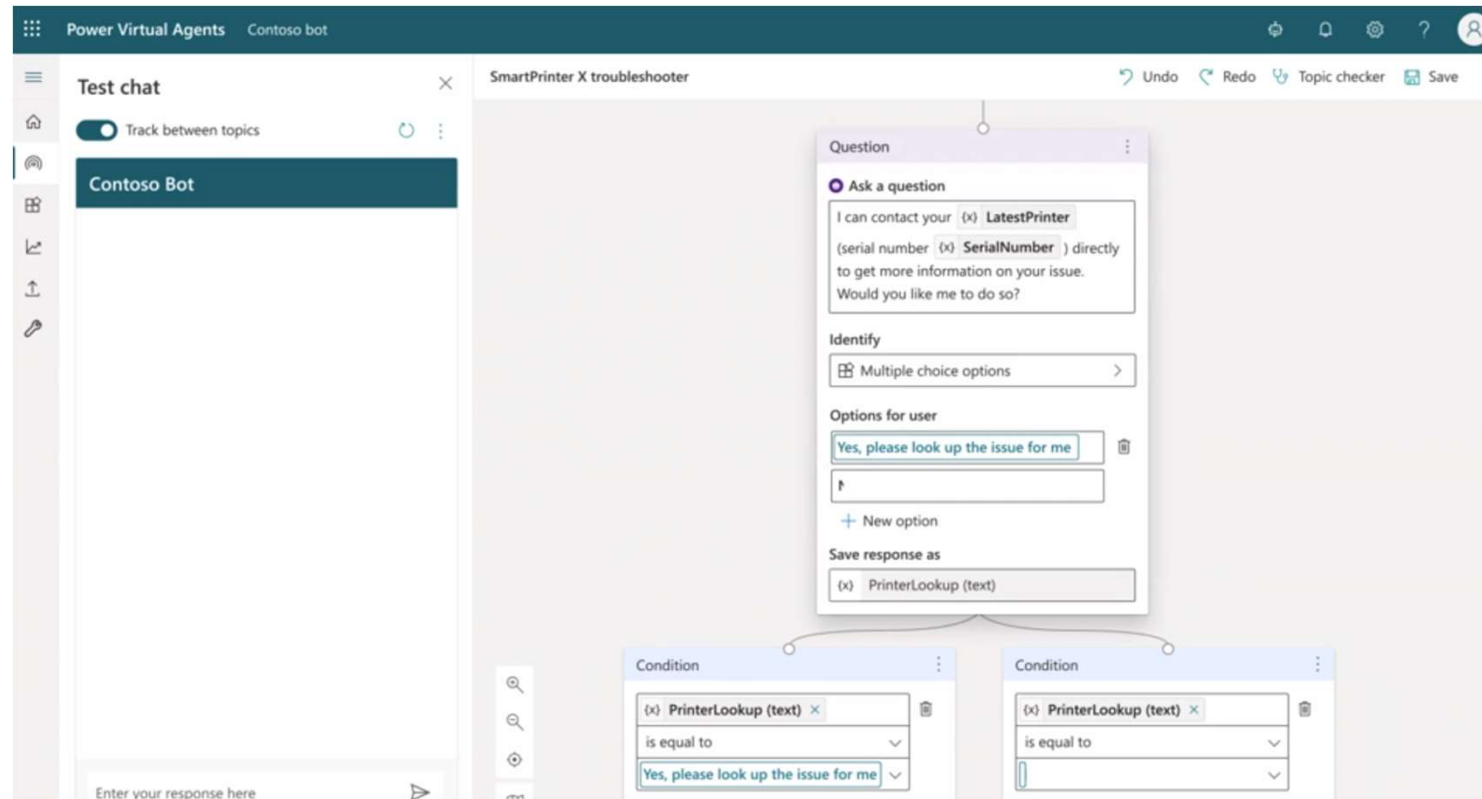 Power Virtual Agents Contoso bot
Test chat
Track between topics
Contoso Bot
Enter your response here
SmartPrinter X troubleshooter
Undo Redo Topic checker Save
Question
Ask a question
I can contact your {x} LatestPrinter
(serial number {x} SerialNumber ) directly
to get more information on your issue.
Would you like me to do so?
Identify
Multiple choice options
Options for user
Yes, please look up the issue for me
N
+ New option
Save response as
{x} PrinterLookup (text)
Condition
{x} PrinterLookup (text) ×
is equal to
Yes, please look up the issue for me
Condition
{x} PrinterLookup (text) ×
is equal to